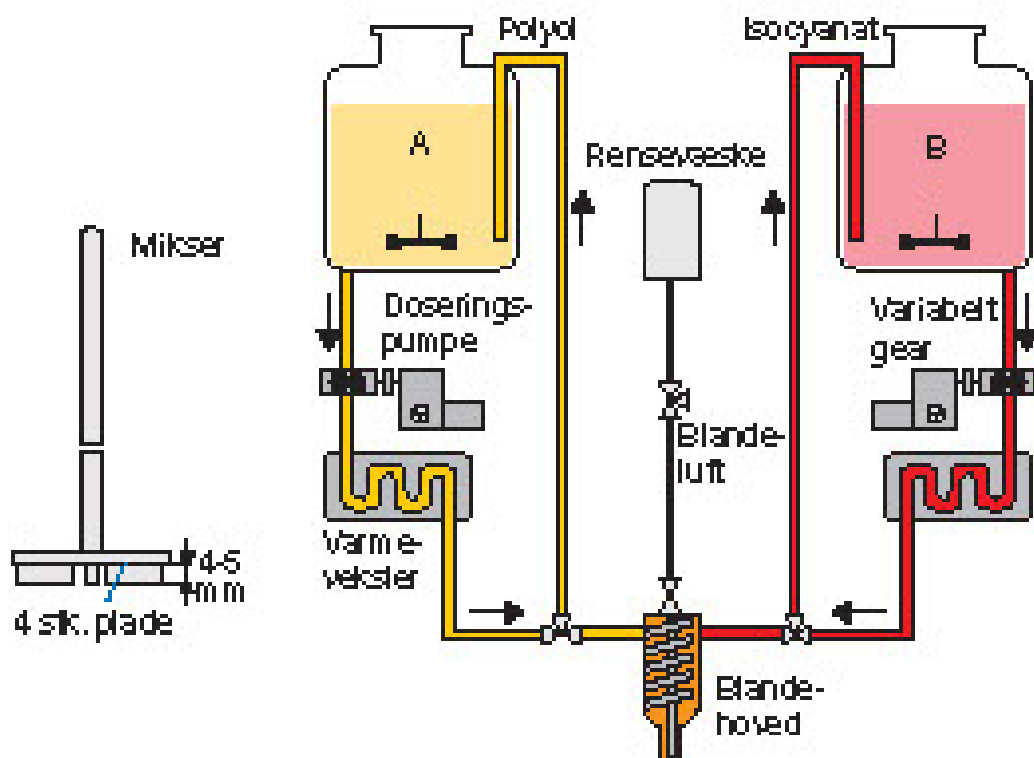 Polyol
Isocyanat
A
B
Rensevæske
Mikser
Doserings-
pumpe
Variabelt
gear
Blande-
luft
Varme-
veksler
4-5
mm
4 stk. plade
Blande-
hoved